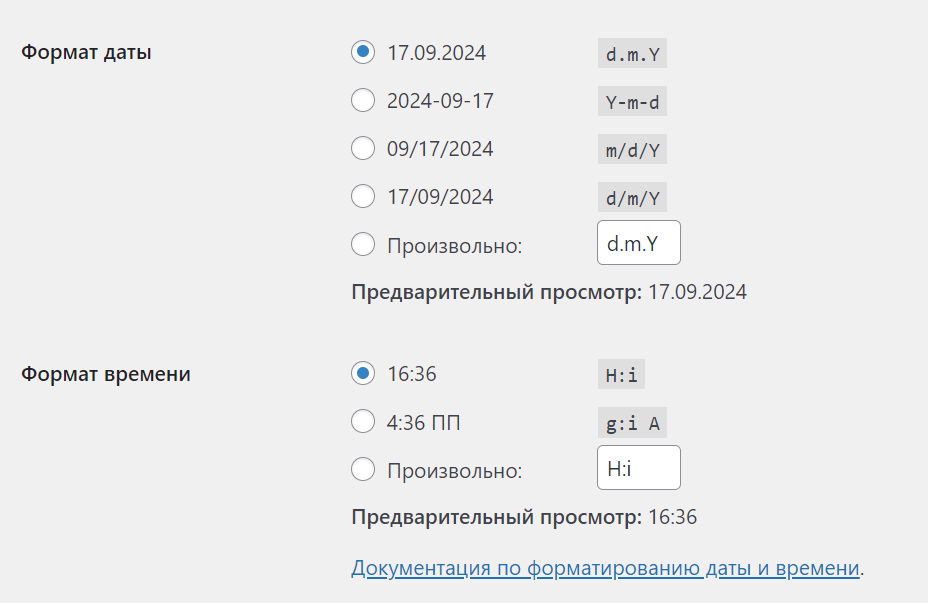 Формат даты
17.09.2024 d.m.Y
2024-09-17 Y-m-d
09/17/2024 m/d/Y
17/09/2024 d/m/Y
Произвольно: d.m.Y
Предварительный просмотр: 17.09.2024
Формат времени
16:36 H:i
4:36 ПП g:i A
Произвольно: H:i
Предварительный просмотр: 16:36
Документация по форматированию даты и времени.